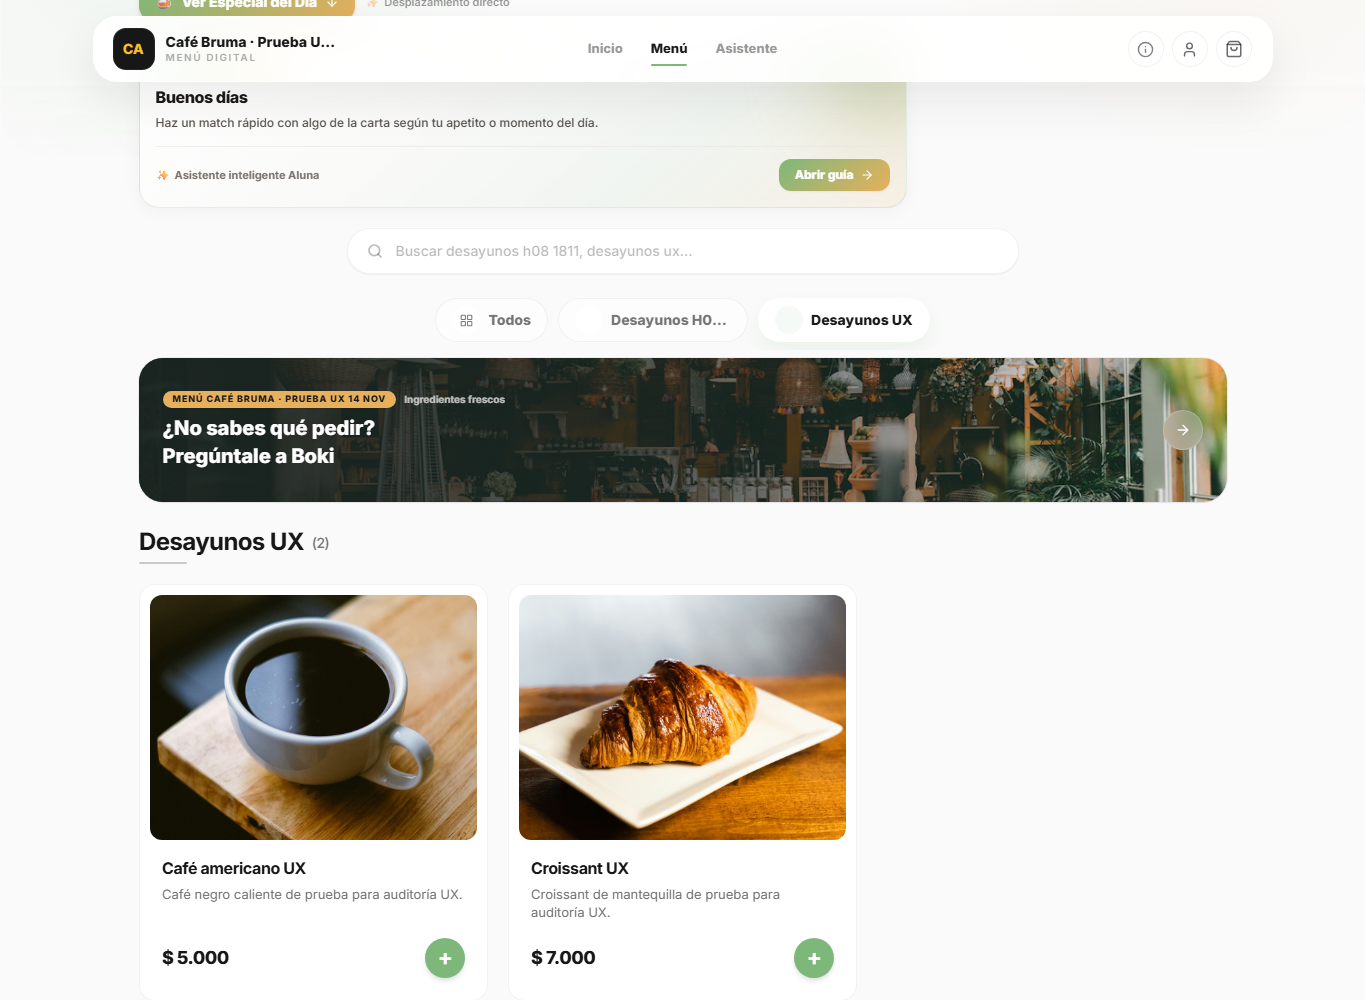 Ver Especial del Día
Desplazamiento directo
CA
Café Bruma · Prueba U...
MENÚ DIGITAL
Inicio
Menú
Asistente
Buenos días
Haz un match rápido con algo de la carta según tu apetito o momento del día.
Asistente inteligente Aluna
Abrir guía
Buscar desayunos h08 1811, desayunos ux...
Todos
Desayunos H0...
Desayunos UX
MENÚ CAFÉ BRUMA · PRUEBA UX 14 NOV
Ingredientes frescos
¿No sabes qué pedir?
Pregúntale a Boki
Desayunos UX (2)
Café americano UX
Café negro caliente de prueba para auditoría UX.
$ 5.000
Croissant UX
Croissant de mantequilla de prueba para
auditoría UX.
$ 7.000